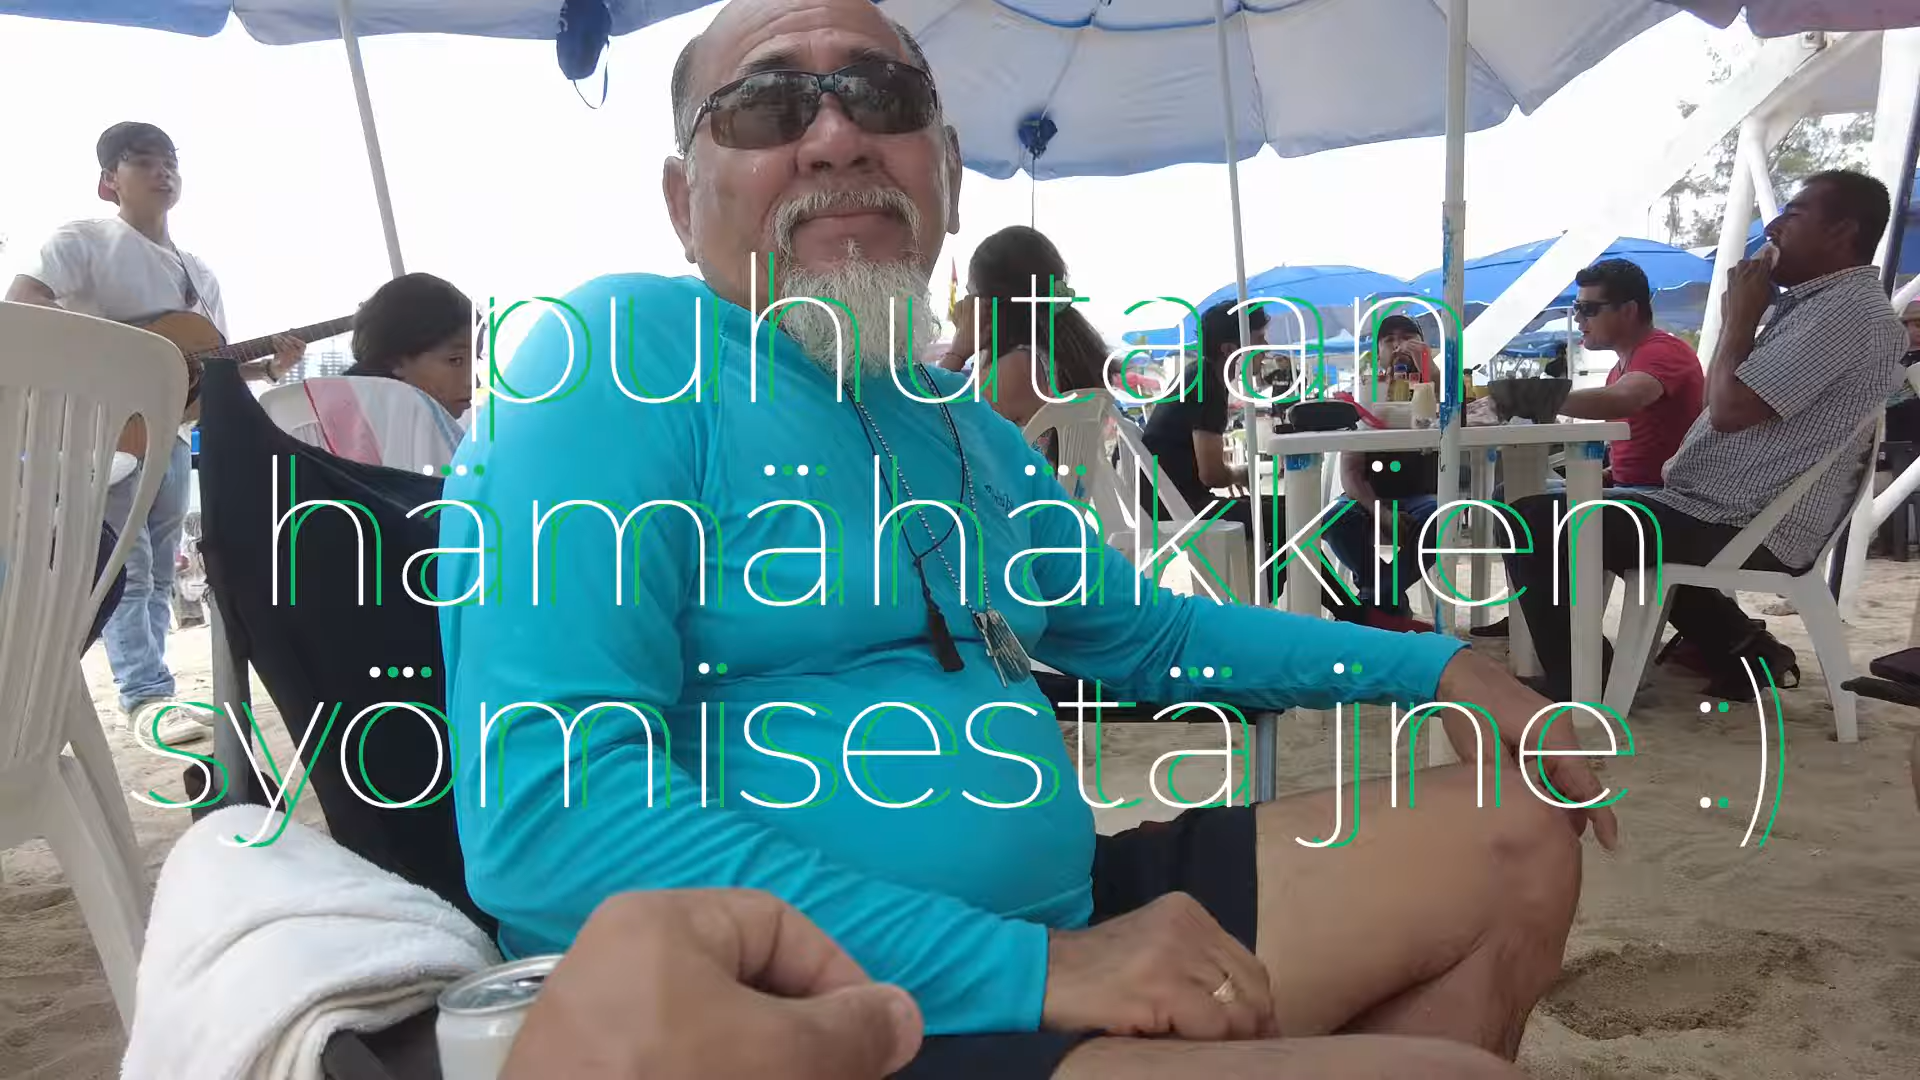 puhutaan
hämähäkkien
syömisestä jne :)